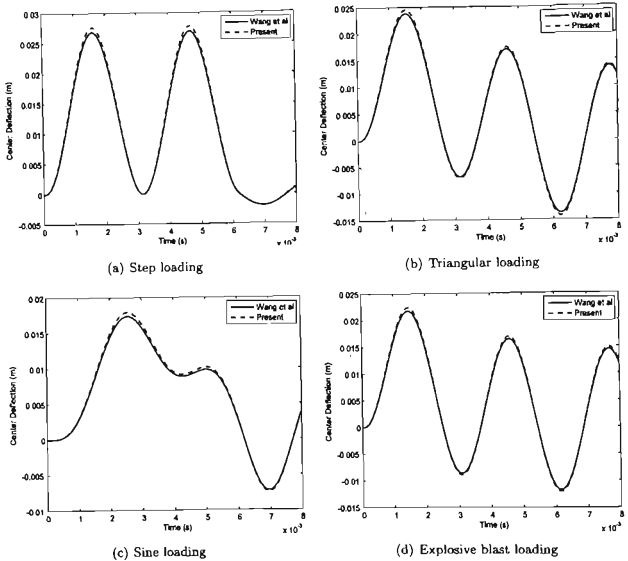 0.03
0.025
0.02
0.015
0.01
0.005
0
-0.005
Center Deflection (m)
Wang et al
Present
0 1 2 3 4 5 6 7 8
Time (s)
x 10⁻³
(a) Step loading
0.025
0.02
0.015
0.01
0.005
0
-0.005
-0.01
-0.015
Center Deflection (m)
Wang et al
Present
0 1 2 3 4 5 6 7 8
Time (s)
x 10⁻³
(b) Triangular loading
0.02
0.015
0.01
0.005
0
-0.005
-0.01
Center Deflection (m)
Wang et al
Present
0 1 2 3 4 5 6 7 8
Time (s)
x 10⁻³
(c) Sine loading
0.025
0.02
0.015
0.01
0.005
0
-0.005
-0.01
-0.015
Center Deflection (m)
Wang et al
Present
0 1 2 3 4 5 6 7 8
Time (s)
x 10⁻³
(d) Explosive blast loading